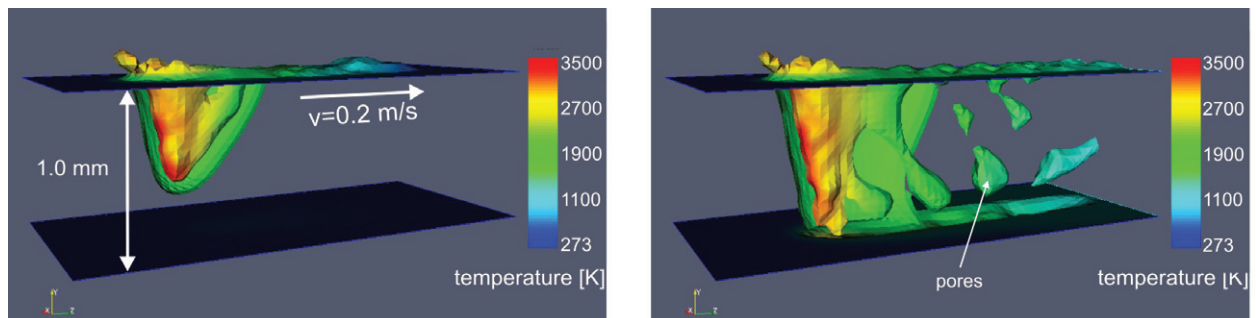 3500
2700
1900
1100
273
temperature [K]
v=0.2 m/s
1.0 mm
Y
X
Z
3500
2700
1900
1100
273
temperature [K]
pores
Y
X
Z